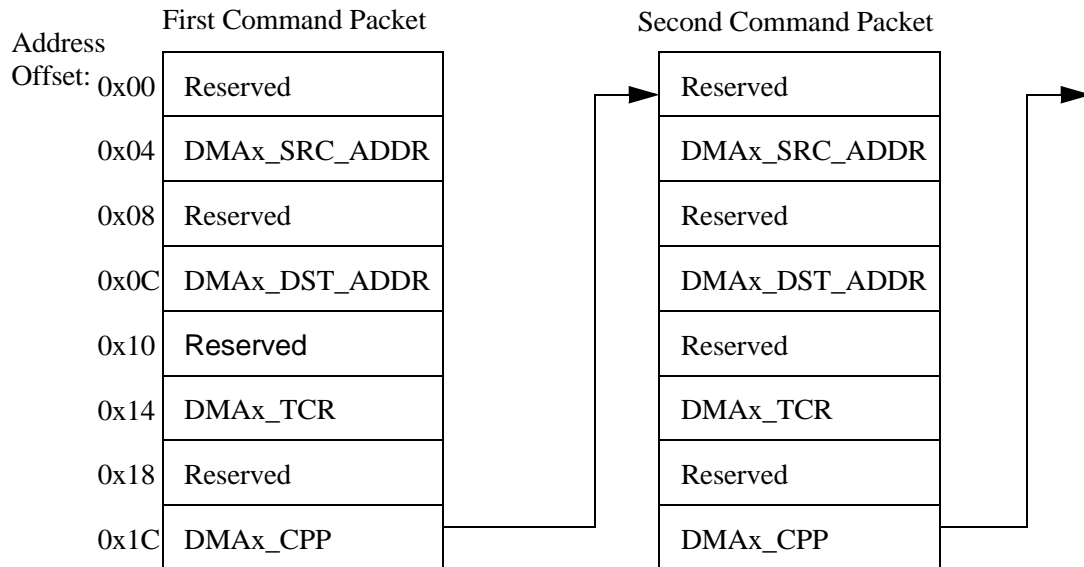 First Command Packet
Second Command Packet
Address
Offset:
0x00 Reserved Reserved
0x04 DMAx_SRC_ADDR DMAx_SRC_ADDR
0x08 Reserved Reserved
0x0C DMAx_DST_ADDR DMAx_DST_ADDR
0x10 Reserved Reserved
0x14 DMAx_TCR DMAx_TCR
0x18 Reserved Reserved
0x1C DMAx_CPP DMAx_CPP